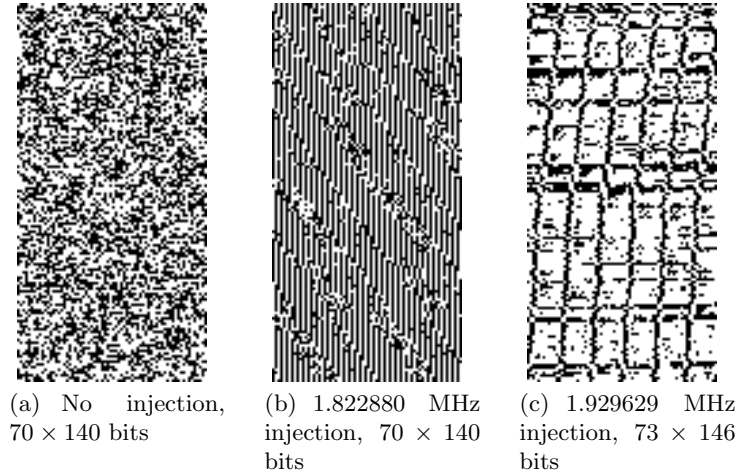 (a) No injection,
70 × 140 bits
(b) 1.822880 MHz
injection, 70 × 140
bits
(c) 1.929629 MHz
injection, 73 × 146
bits